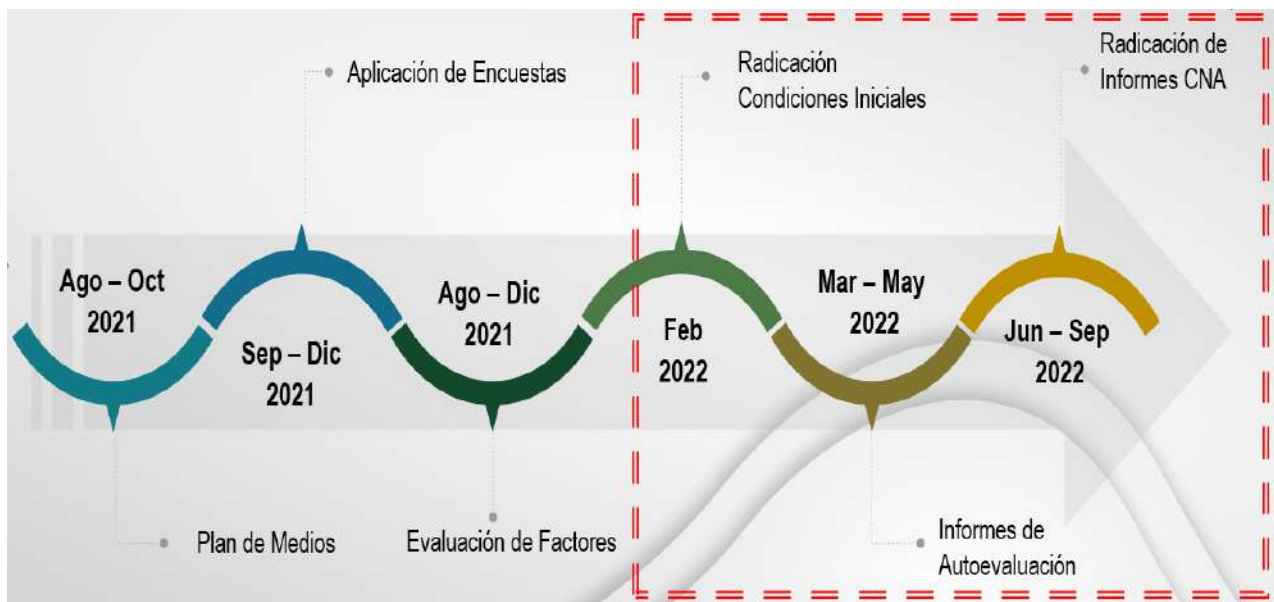 Aplicación de Encuestas
Radicación
Condiciones Iniciales
Radicación de
Informes CNA
Ago – Oct
2021
Sep – Dic
2021
Ago – Dic
2021
Feb
2022
Mar – May
2022
Jun – Sep
2022
Plan de Medios
Evaluación de Factores
Informes de
Autoevaluación